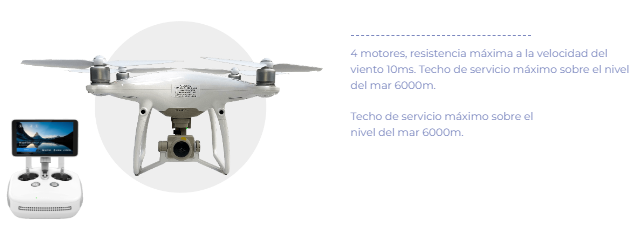 4 motores, resistencia máxima a la velocidad del
viento 10ms. Techo de servicio máximo sobre el nivel
del mar 6000m.
Techo de servicio máximo sobre el
nivel del mar 6000m.